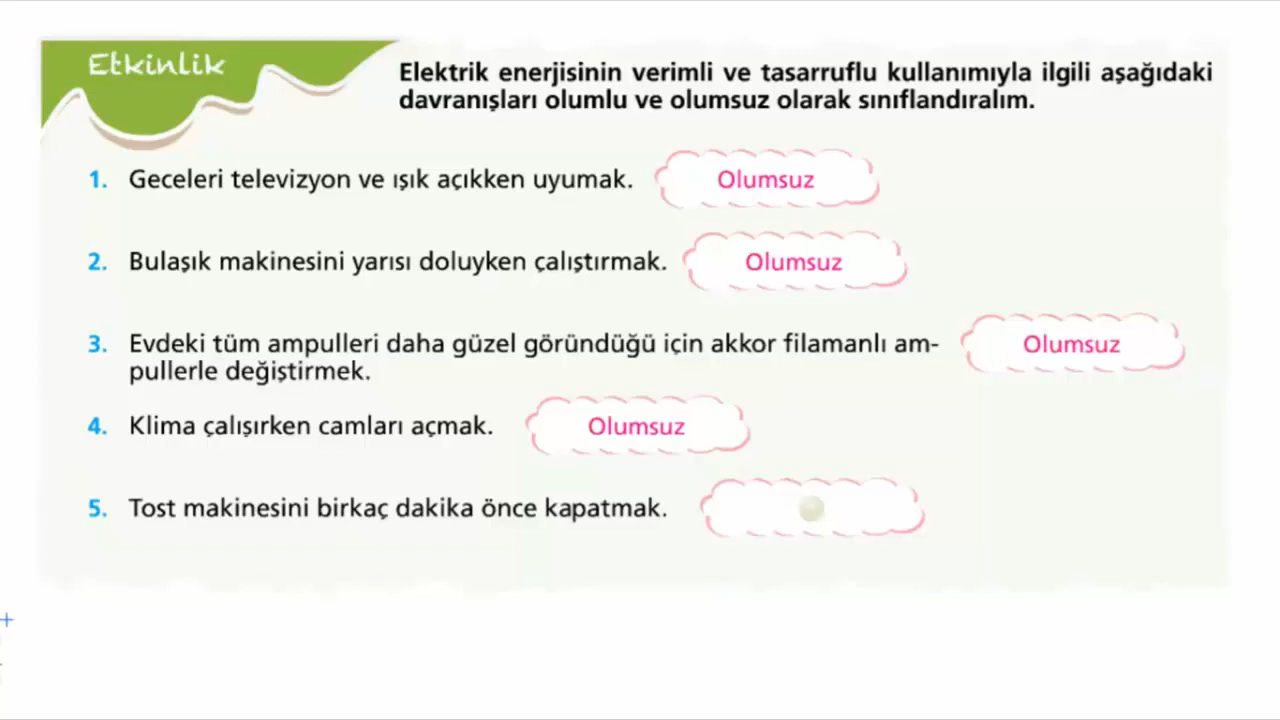 Etkinlik
Elektrik enerjisinin verimli ve tasarruflu kullanımıyla ilgili aşağıdaki
davranışları olumlu ve olumsuz olarak sınıflandıralım.
1. Geceleri televizyon ve ışık açıkken uyumak. Olumsuz
2. Bulaşık makinesini yarısı doluyken çalıştırmak. Olumsuz
3. Evdeki tüm ampulleri daha güzel göründüğü için akkor filamanlı am- Olumsuz
pullerle değiştirmek.
4. Klima çalışırken camları açmak. Olumsuz
5. Tost makinesini birkaç dakika önce kapatmak.